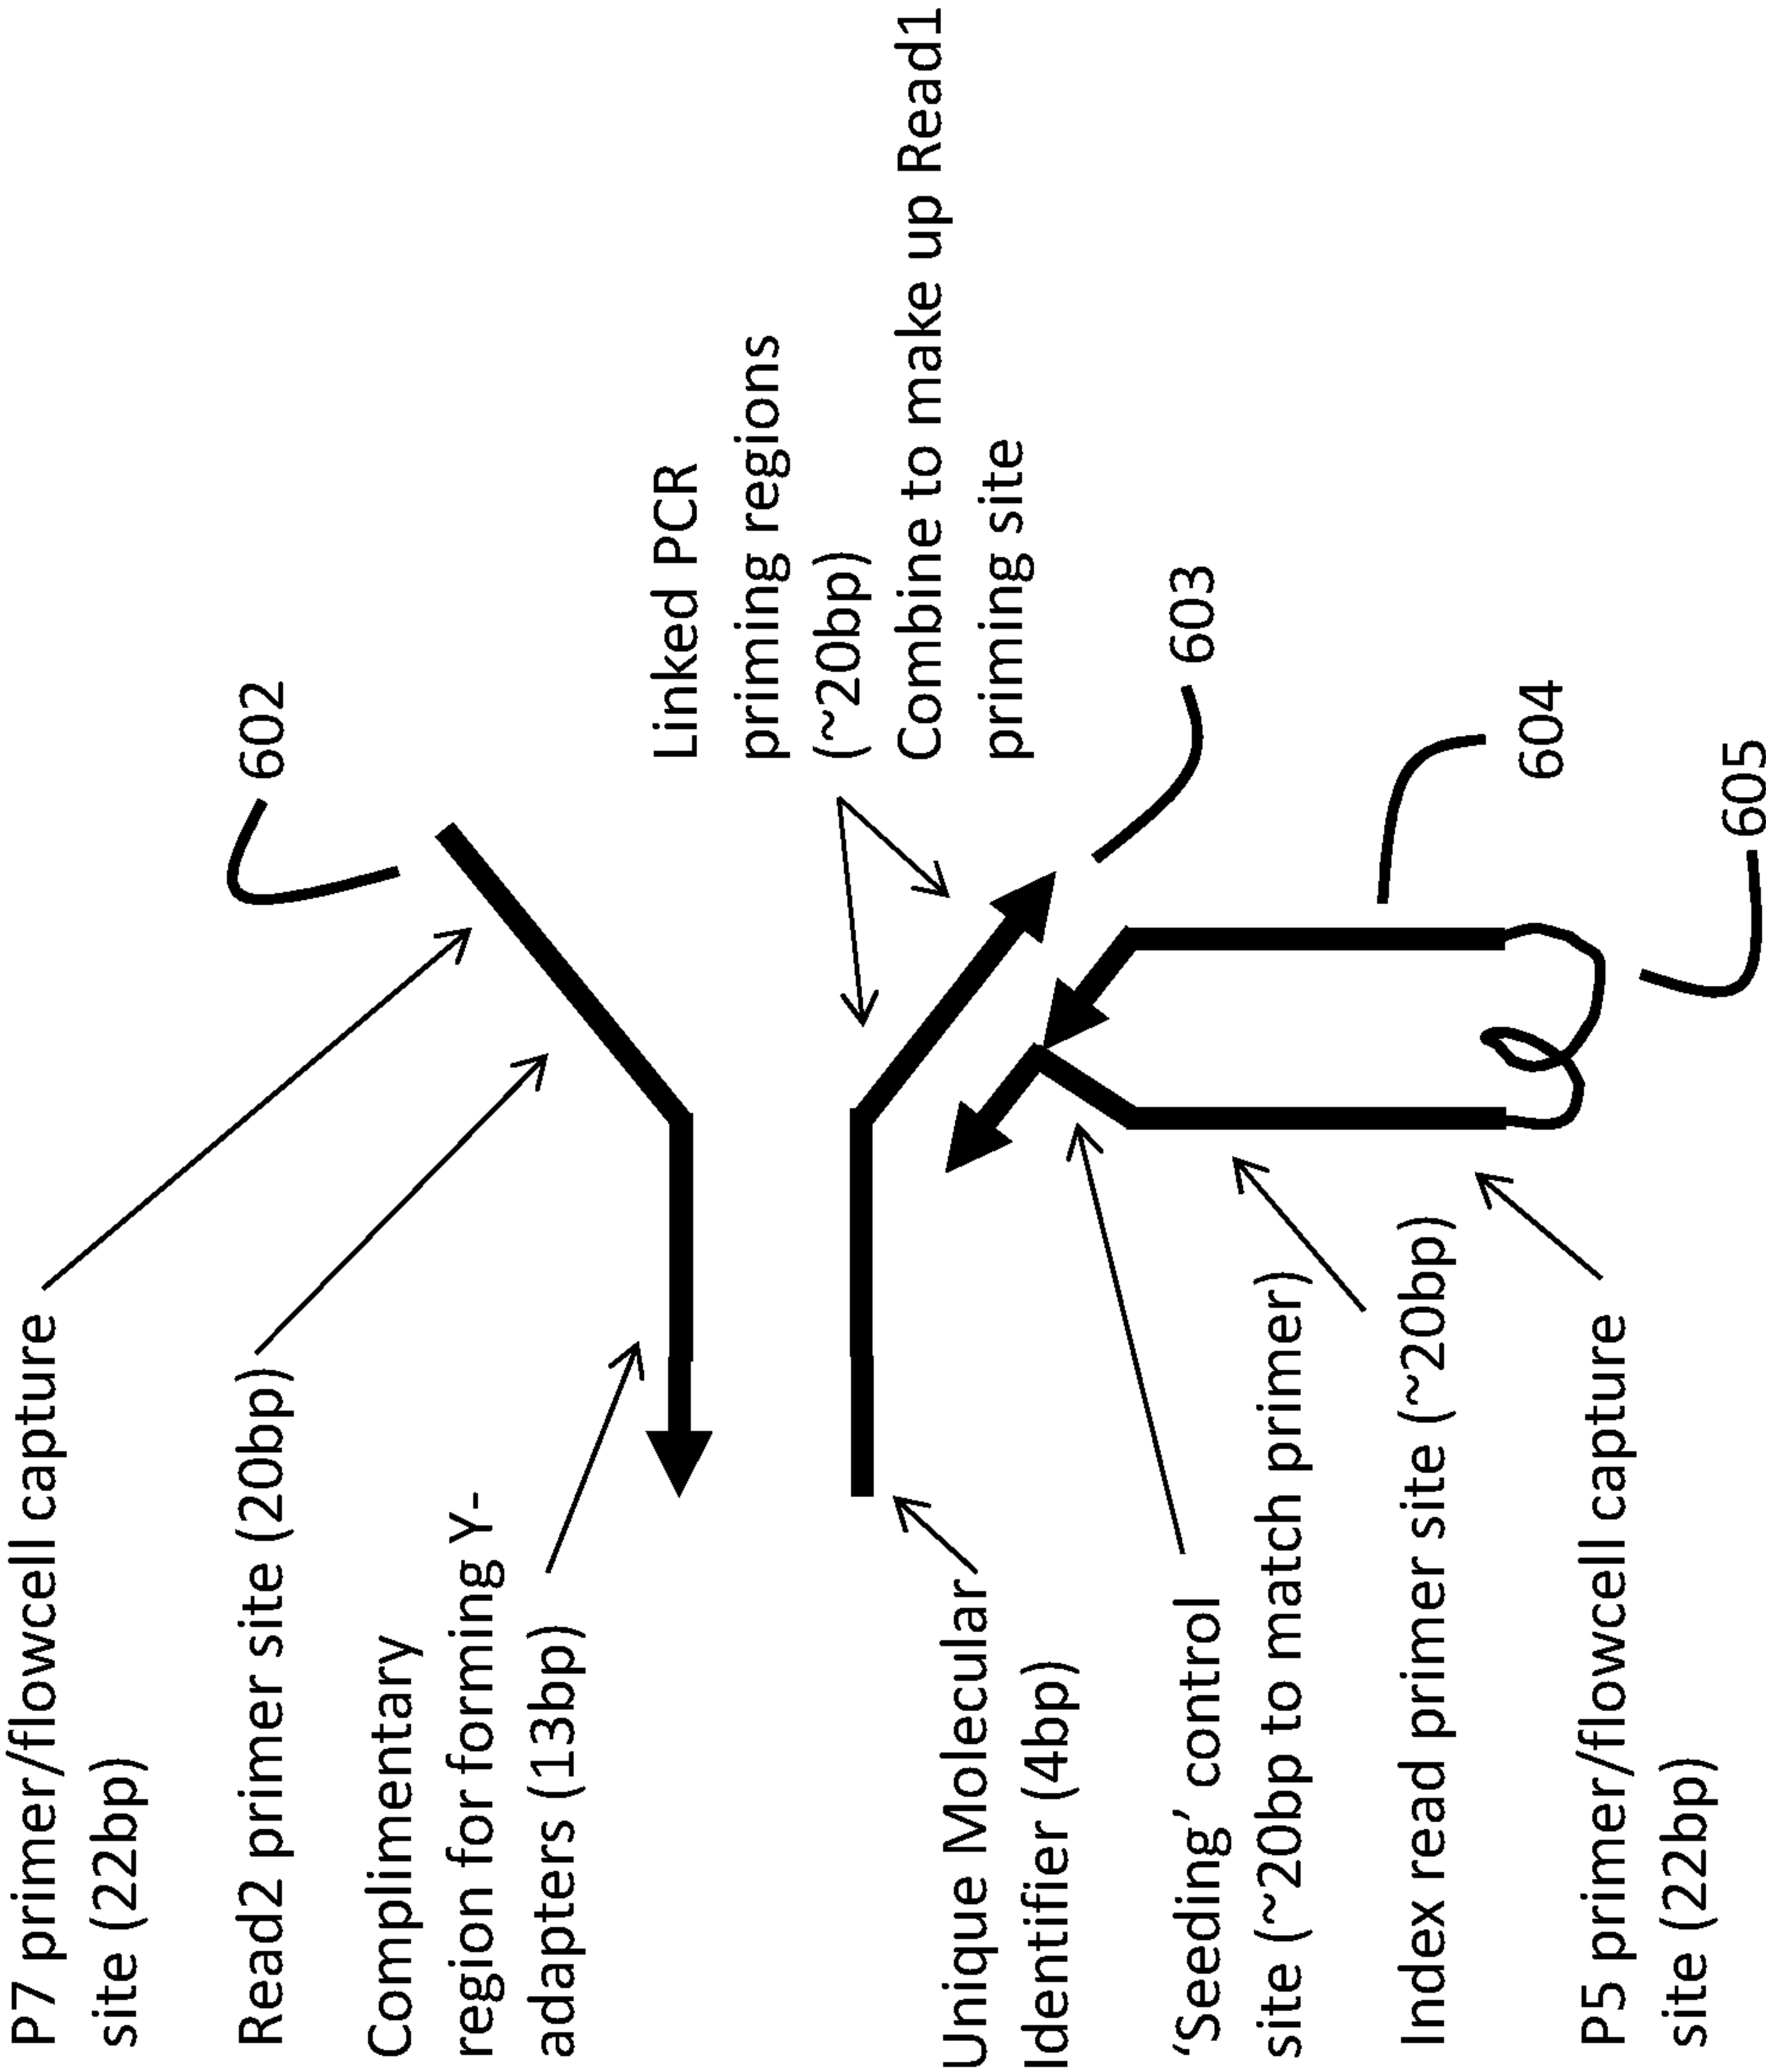 P7 primer/flowcell capture
site (22bp)
Read2 primer site (20bp)
Complimentary
region for forming Y-
adapters (13bp)
Unique Molecular
Identifier (4bp)
‘Seeding’ control
site (~20bp to match primer)
Index read primer site (~20bp)
P5 primer/flowcell capture
site (22bp)
602
Linked PCR
priming regions
(~20bp)
Combine to make up Read1
priming site
603
604
605